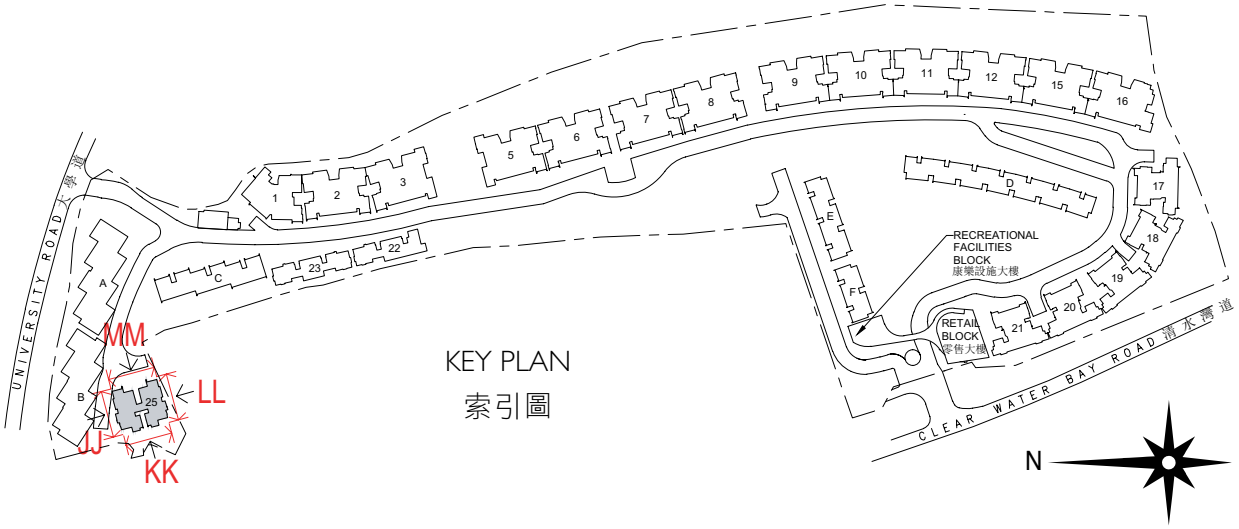 9
10
11
12
15
16
8
7
6
5
3
2
1
17
18
19
20
21
D
E
F
RECREATIONAL
FACILITIES
BLOCK
康樂設施大樓
RETAIL
BLOCK
零售大樓
22
23
C
A
B
25
MM
LL
JJ
KK
UNIVERSITY ROAD 大學道
CLEAR WATER BAY ROAD 清水灣道
KEY PLAN
索引圖
N